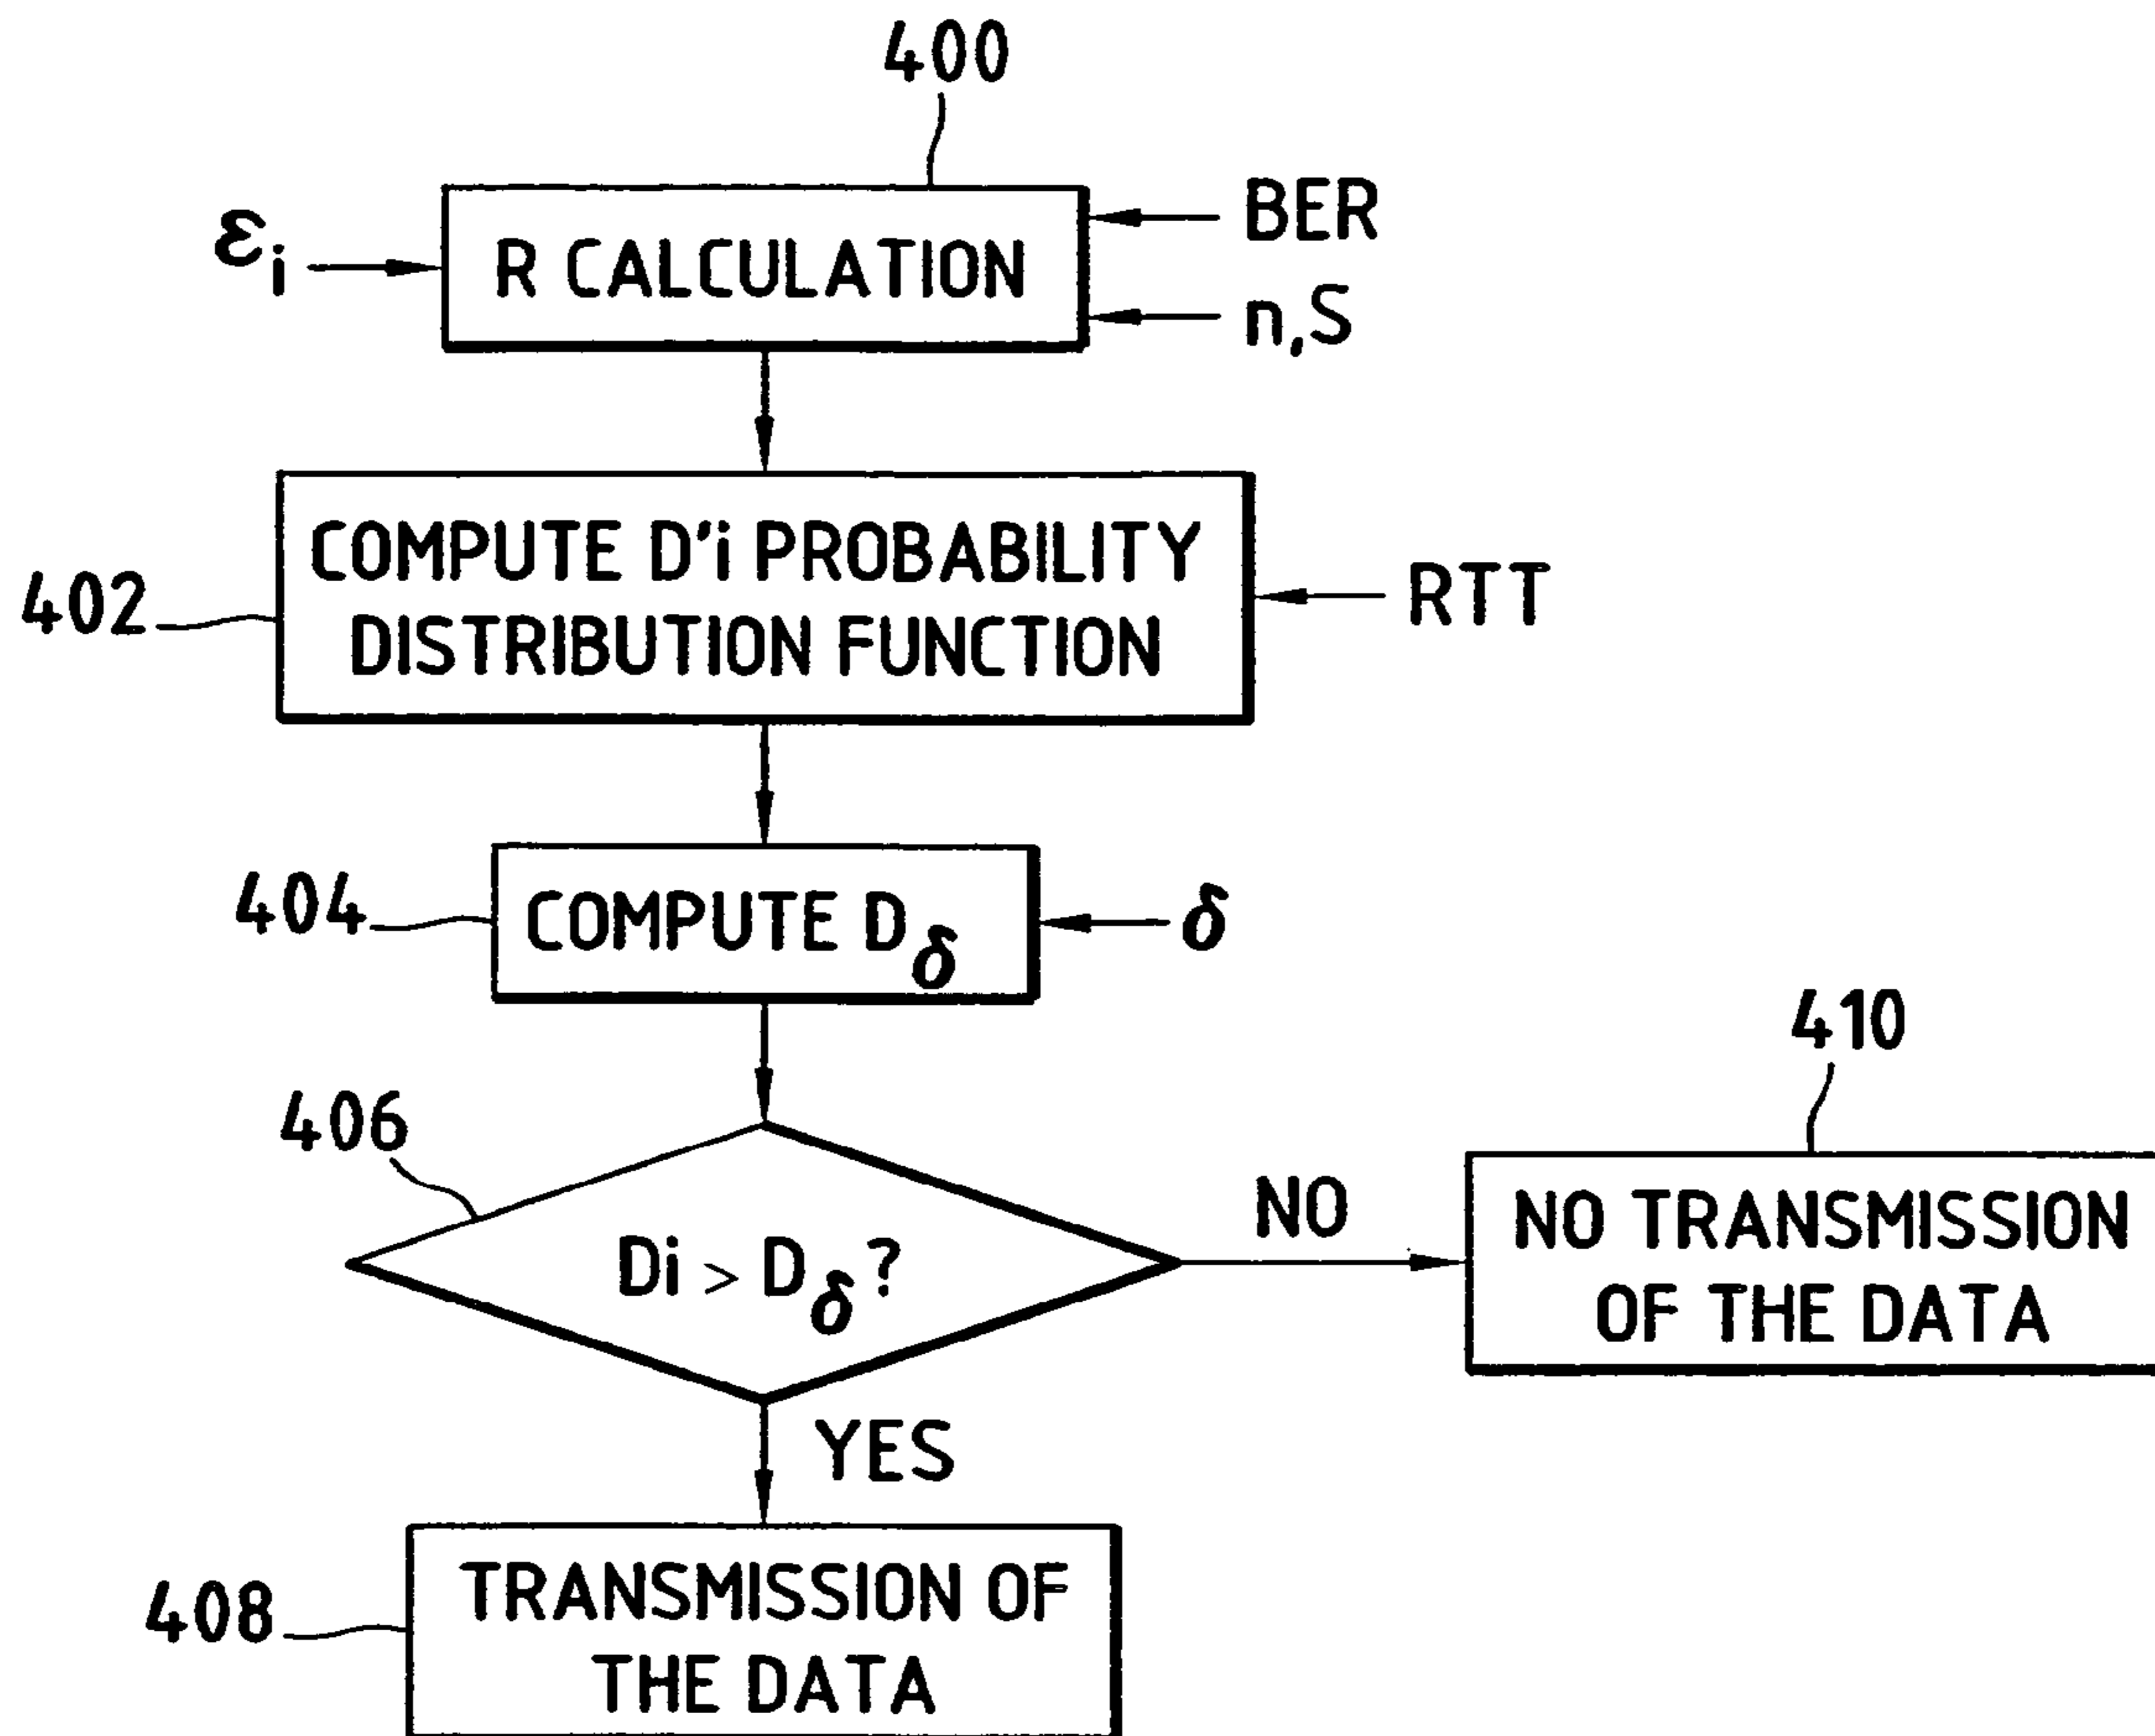 400
BER
εi
R CALCULATION
n,S
COMPUTE D'i PROBABILITY
DISTRIBUTION FUNCTION
402
RTT
404
COMPUTE Dδ
δ
410
406
NO
NO TRANSMISSION
OF THE DATA
Di > Dδ?
YES
408
TRANSMISSION OF
THE DATA